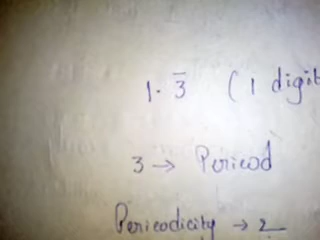 1. 3̅ (1 digit
3 → Period
Periodicity → 2